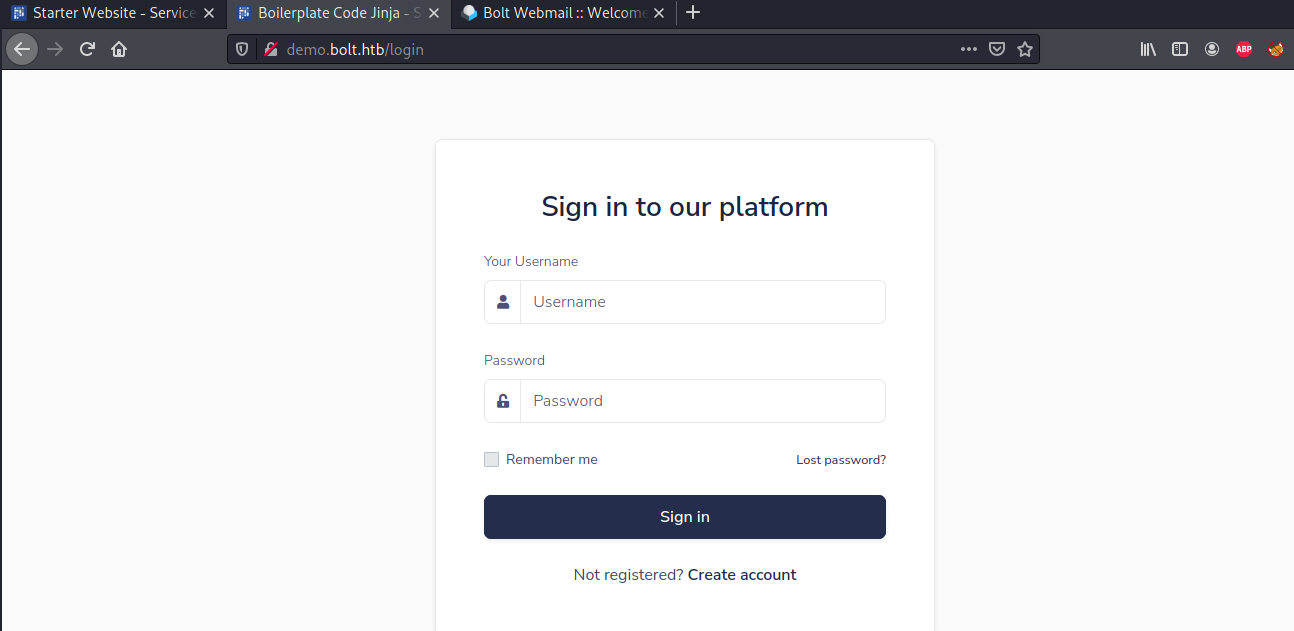 Starter Website - Service
Boilerplate Code Jinja - S
Bolt Webmail :: Welcome
demo.bolt.htb/login
ABP
Sign in to our platform
Your Username
Username
Password
Password
Remember me
Lost password?
Sign in
Not registered? Create account